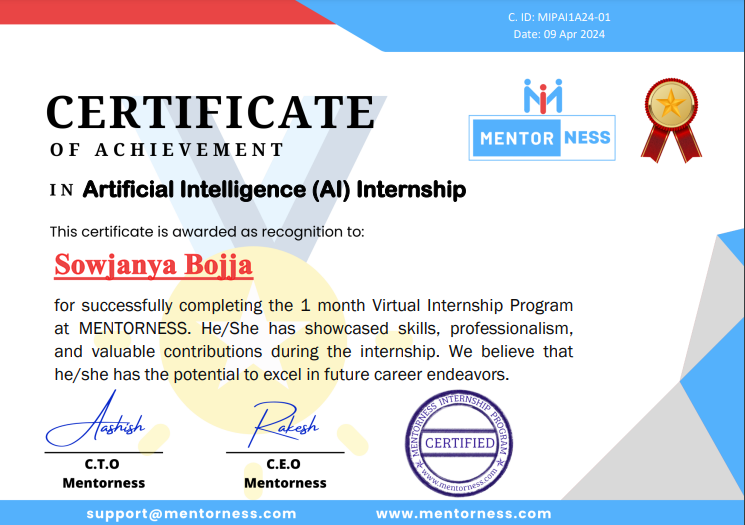 C. ID: MIPAI1A24-01
Date: 09 Apr 2024
CERTIFICATE
OF ACHIEVEMENT
MENTOR NESS
IN Artificial Intelligence (AI) Internship
This certificate is awarded as recognition to:
Sowjanya Bojja
for successfully completing the 1 month Virtual Internship Program
at MENTORNESS. He/She has showcased skills, professionalism,
and valuable contributions during the internship. We believe that
he/she has the potential to excel in future career endeavors.
Aashish
C.T.O
Mentorness
Rakesh
C.E.O
Mentorness
MENTORNESS INTERNSHIP PROGRAM
CERTIFIED
www.mentorness.com
support@mentorness.com
www.mentorness.com